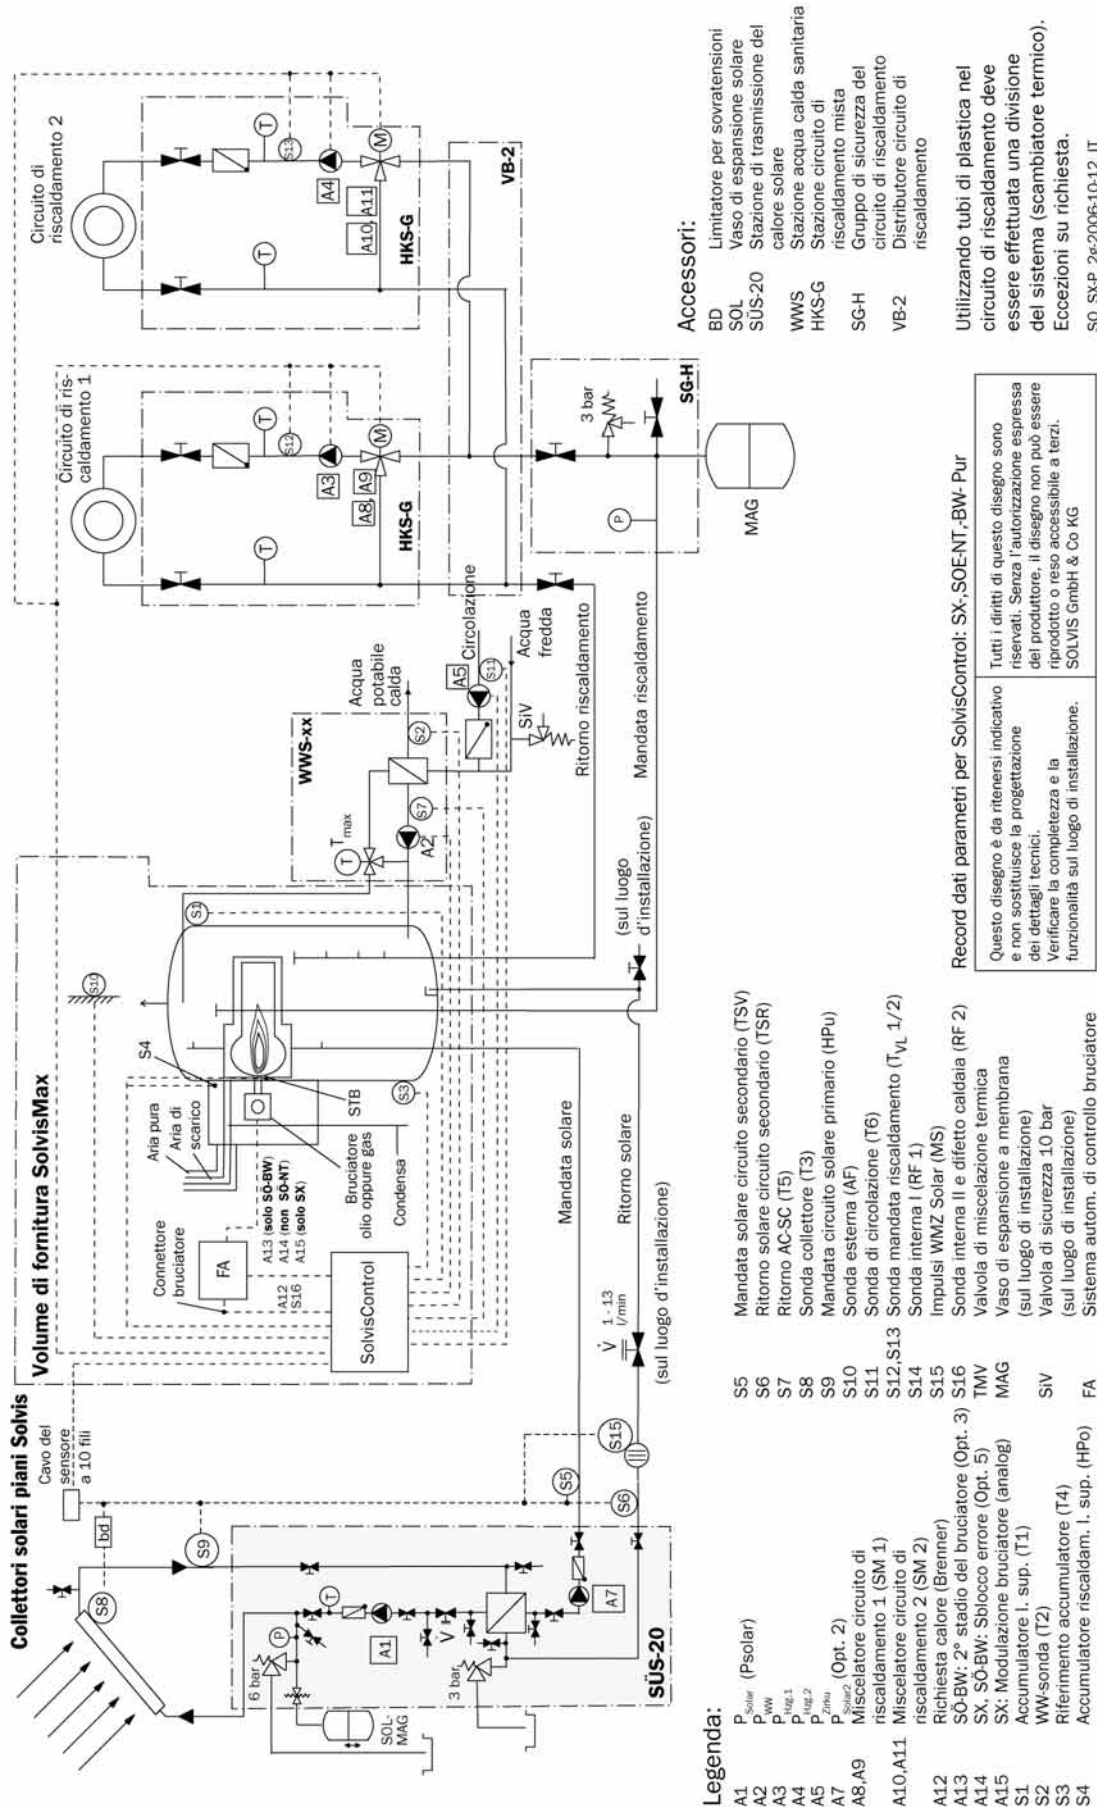 Collettori solari piani Solvis
Cavo del
sensore
a 10 fili
bd
S8
S9
6 bar
P
T
SOL-
MAG
A1
V̇
3 bar
A7
SÜS-20
S5
S6
S15
V̇ 1 - 13
l/min
(sul luogo d'installazione)
Mandata solare
Ritorno solare
Volume di fornitura SolvisMax
Connettore
bruciatore
FA
A12
S16
A13 (solo SÖ-BW)
A14 (non SÖ-NT)
A15 (solo SX)
SolvisControl
Aria pura
Aria di
scarico
S4
STB
Bruciatore
olio oppure gas
Condensa
S3
S10
S1
(sul luogo
d'installazione)
WWS-xx
T
Tmax
A2
S7
S2
Acqua
potabile
calda
A5
Circolazione
S11
Acqua
fredda
SiV
Ritorno riscaldamento
Mandata riscaldamento
Circuito di ris-
caldamento 1
T
T
S12
A3
M
A8, A9
HKS-G
Circuito di
riscaldamento 2
T
T
S13
A4
M
A10, A11
HKS-G
VB-2
P
3 bar
SG-H
MAG
Legenda:
A1 PSolar (Psolar)
A2 PWW
A3 PHzg.1
A4 PHzg.2
A5 PZirku
A7 PSolar2 (Opt. 2)
A8,A9 Miscelatore circuito di
riscaldamento 1 (SM 1)
A10,A11 Miscelatore circuito di
riscaldamento 2 (SM 2)
A12 Richiesta calore (Brenner)
A13 SÖ-BW: 2° stadio del bruciatore (Opt. 3)
A14 SX, SÖ-BW: Sblocco errore (Opt. 5)
A15 SX: Modulazione bruciatore (analog)
S1 Accumulatore l. sup. (T1)
S2 WW-sonda (T2)
S3 Riferimento accumulatore (T4)
S4 Accumulatore riscaldam. l. sup. (HPo)
S5 Mandata solare circuito secondario (TSV)
S6 Ritorno solare circuito secondario (TSR)
S7 Ritorno AC-SC (T5)
S8 Sonda collettore (T3)
S9 Mandata circuito solare primario (HPu)
S10 Sonda esterna (AF)
S11 Sonda di circolazione (T6)
S12,S13 Sonda mandata riscaldamento (TVL 1/2)
S14 Sonda interna I (RF 1)
S15 Impulsi WMZ Solar (MS)
S16 Sonda interna II e difetto caldaia (RF 2)
TMV Valvola di miscelazione termica
MAG Vaso di espansione a membrana
(sul luogo di installazione)
SiV Valvola di sicurezza 10 bar
(sul luogo di installazione)
FA Sistema autom. di controllo bruciatore
Record dati parametri per SolvisControl: SX-,SOE-NT,-BW- Pur
Questo disegno è da ritenersi indicativo
e non sostituisce la progettazione
dei dettagli tecnici.
Verificare la completezza e la
funzionalità sul luogo di installazione.
Tutti i diritti di questo disegno sono
riservati. Senza l'autorizzazione espressa
del produttore, il disegno non può essere
riprodotto o reso accessibile a terzi.
SOLVIS GmbH & Co KG
Accessori:
BD Limitatore per sovratensioni
SOL Vaso di espansione solare
SÜS-20 Stazione di trasmissione del
calore solare
WWS Stazione acqua calda sanitaria
HKS-G Stazione circuito di
riscaldamento mista
SG-H Gruppo di sicurezza del
circuito di riscaldamento
VB-2 Distributore circuito di
riscaldamento
Utilizzando tubi di plastica nel
circuito di riscaldamento deve
essere effettuata una divisione
del sistema (scambiatore termico).
Eccezioni su richiesta.
SO_SX-P_2g-2006-10-12_IT